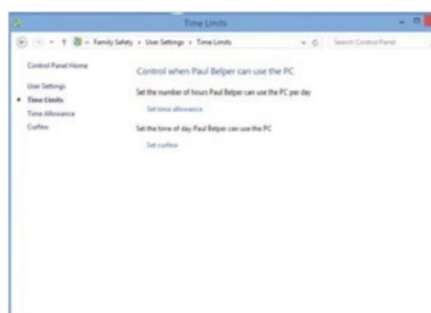 Time Limits
« Family Safety ▸ User Settings ▸ Time Limits
Search Control Panel
Control Panel Home
User Settings
Time Limits
Time Allowance
Curfew
Control when Paul Belper can use the PC
Set the number of hours Paul Belper can use the PC per day
Set time allowance
Set the time of day Paul Belper can use the PC
Set curfew